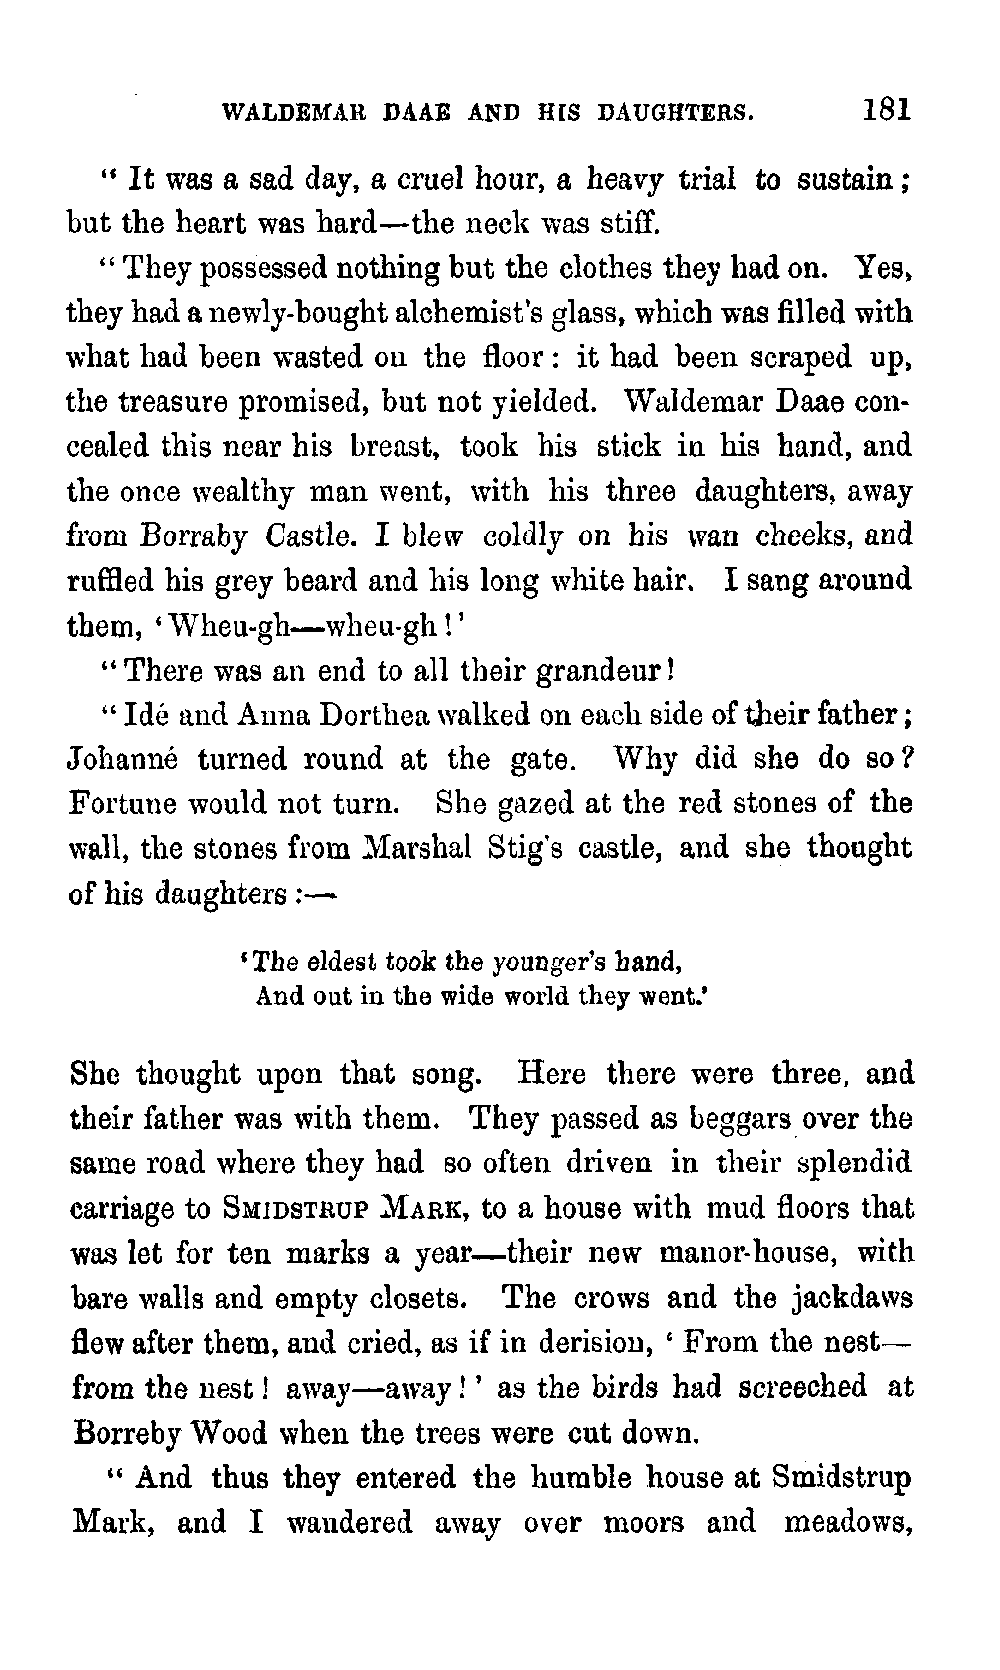 WALDEMAR DAAE AND HIS DAUGHTERS. 181
" It was a sad day, a cruel hour, a heavy trial to sustain ;
but the heart was hard—the neck was stiff.
" They possessed nothing but the clothes they had on. Yes,
they had a newly-bought alchemist's glass, which was filled with
what had been wasted on the floor : it had been scraped up,
the treasure promised, but not yielded. Waldemar Daae con-
cealed this near his breast, took his stick in his hand, and
the once wealthy man went, with his three daughters, away
from Borraby Castle. I blew coldly on his wan cheeks, and
ruffled his grey beard and his long white hair. I sang around
them, ' Wheu-gh—wheu-gh ! '
" There was an end to all their grandeur !
" Idé and Anna Dorthea walked on each side of their father ;
Johanné turned round at the gate. Why did she do so ?
Fortune would not turn. She gazed at the red stones of the
wall, the stones from Marshal Stig's castle, and she thought
of his daughters :—
' The eldest took the younger's hand,
And out in the wide world they went.'
She thought upon that song. Here there were three, and
their father was with them. They passed as beggars over the
same road where they had so often driven in their splendid
carriage to SMIDSTRUP MARK, to a house with mud floors that
was let for ten marks a year—their new manor-house, with
bare walls and empty closets. The crows and the jackdaws
flew after them, and cried, as if in derision, ' From the nest—
from the nest ! away—away ! ' as the birds had screeched at
Borreby Wood when the trees were cut down.
" And thus they entered the humble house at Smidstrup
Mark, and I wandered away over moors and meadows,